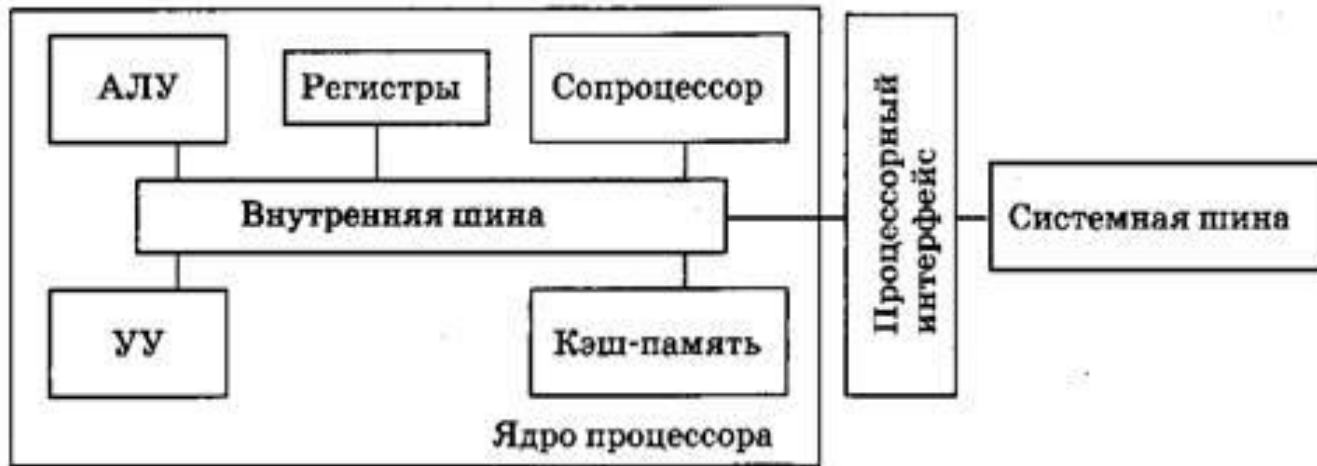 АЛУ
Регистры
Сопроцессор
Внутренняя шина
УУ
Кэш-память
Ядро процессора
Процессорный
интерфейс
Системная шина